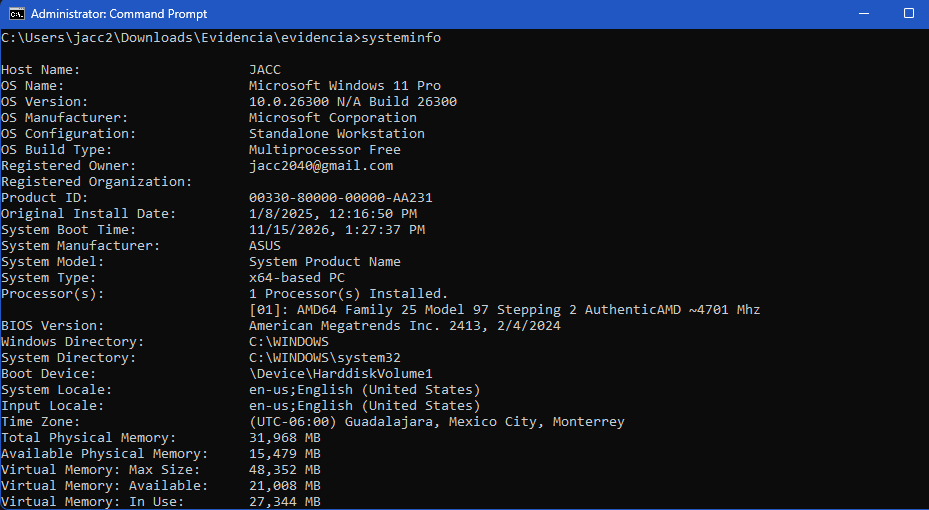 Administrator: Command Prompt
C:\Users\jacc2\Downloads\Evidencia\evidencia>systeminfo
Host Name: JACC
OS Name: Microsoft Windows 11 Pro
OS Version: 10.0.26300 N/A Build 26300
OS Manufacturer: Microsoft Corporation
OS Configuration: Standalone Workstation
OS Build Type: Multiprocessor Free
Registered Owner: jacc2040@gmail.com
Registered Organization:
Product ID: 00330-80000-00000-AA231
Original Install Date: 1/8/2025, 12:16:50 PM
System Boot Time: 11/15/2026, 1:27:37 PM
System Manufacturer: ASUS
System Model: System Product Name
System Type: x64-based PC
Processor(s): 1 Processor(s) Installed.
[01]: AMD64 Family 25 Model 97 Stepping 2 AuthenticAMD ~4701 Mhz
BIOS Version: American Megatrends Inc. 2413, 2/4/2024
Windows Directory: C:\WINDOWS
System Directory: C:\WINDOWS\system32
Boot Device: \Device\HarddiskVolume1
System Locale: en-us;English (United States)
Input Locale: en-us;English (United States)
Time Zone: (UTC-06:00) Guadalajara, Mexico City, Monterrey
Total Physical Memory: 31,968 MB
Available Physical Memory: 15,479 MB
Virtual Memory: Max Size: 48,352 MB
Virtual Memory: Available: 21,008 MB
Virtual Memory: In Use: 27,344 MB